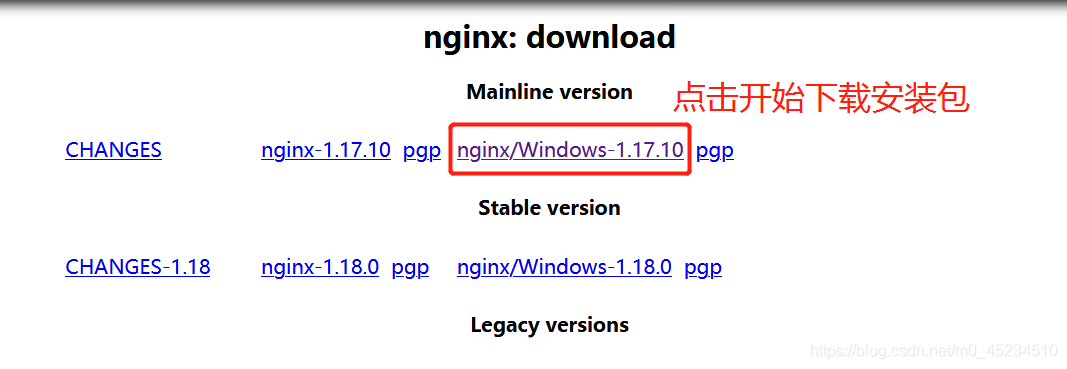 nginx: download
Mainline version
点击开始下载安装包
CHANGES nginx-1.17.10 pgp nginx/Windows-1.17.10 pgp
Stable version
CHANGES-1.18 nginx-1.18.0 pgp nginx/Windows-1.18.0 pgp
Legacy versions
https://blog.csdn.net/m0_45234510